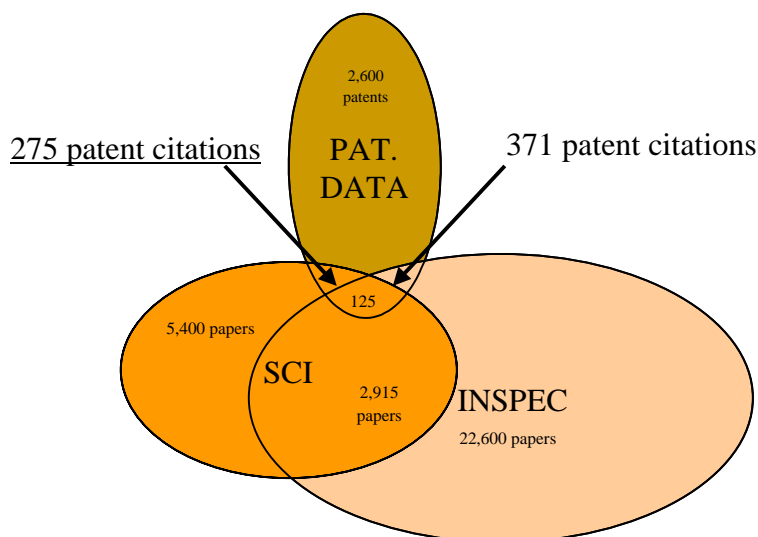 2,600
patents
PAT.
DATA
275 patent citations
371 patent citations
125
5,400 papers
SCI
2,915
papers
INSPEC
22,600 papers